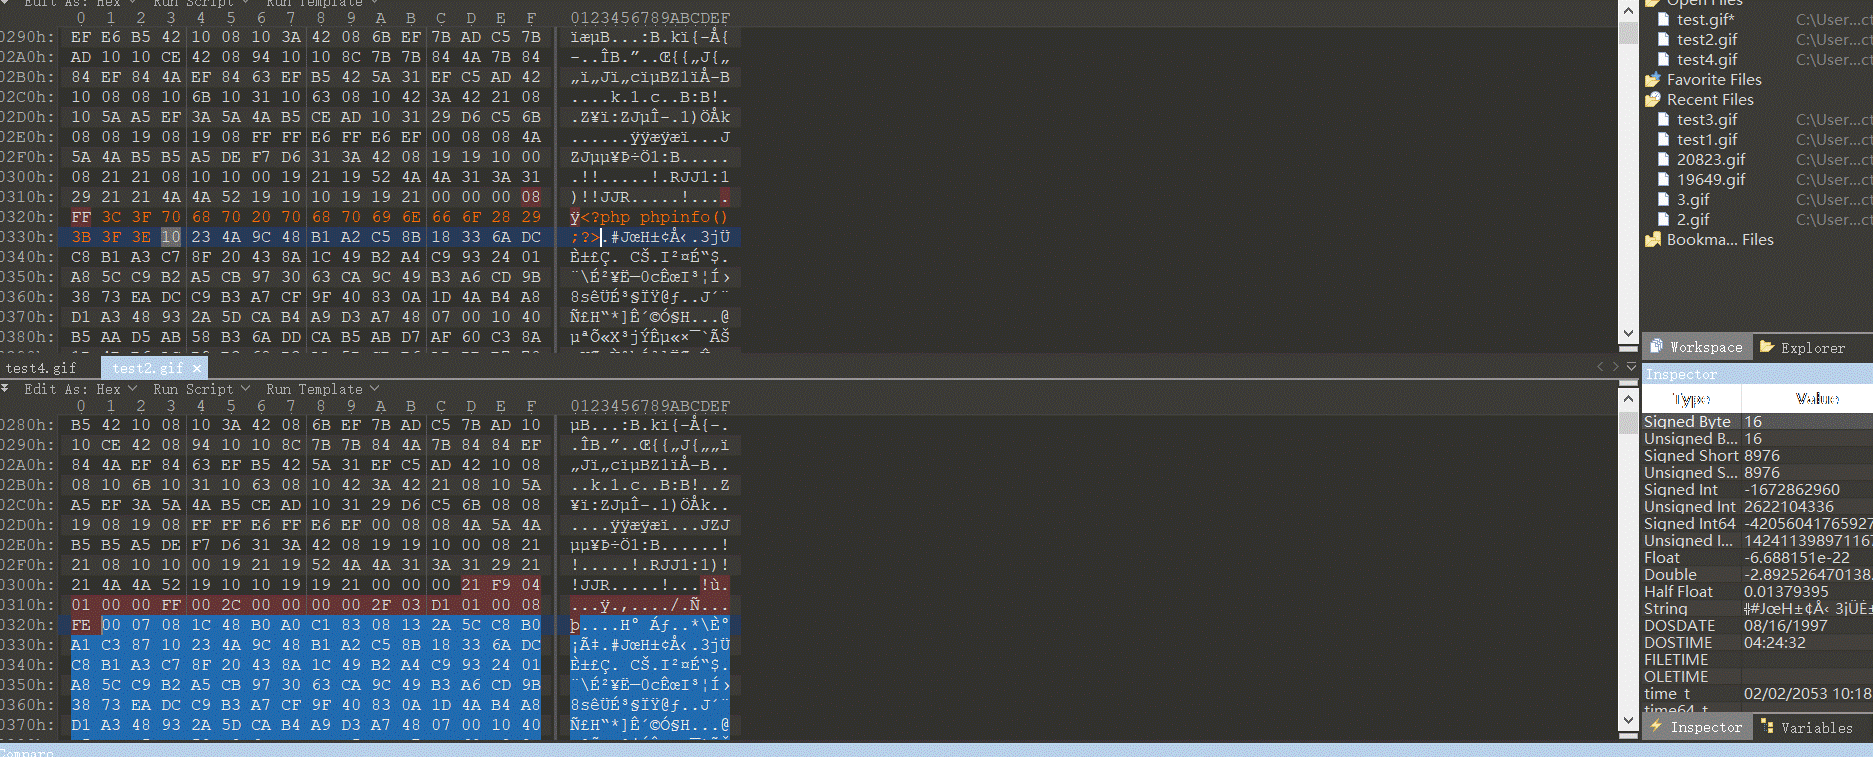 Edit As: Hex Run Script Run Template
0 1 2 3 4 5 6 7 8 9 A B C D E F 0123456789ABCDEF
0290h: EF E6 B5 42 10 08 10 3A 42 08 6B EF 7B AD C5 7B ïæµB...:B.kï{-Å{
02A0h: AD 10 10 CE 42 08 94 10 10 8C 7B 7B 84 4A 7B 84 -..ÎB.”..Œ{{„J{„
02B0h: 84 EF 84 4A EF 84 63 EF B5 42 5A 31 EF C5 AD 42 „ï„Jï„cïµBZ1ïÅ-B
02C0h: 10 08 08 10 6B 10 31 10 63 08 10 42 3A 42 21 08 ....k.1.c..B:B!.
02D0h: 10 5A A5 EF 3A 5A 4A B5 CE AD 10 31 29 D6 C5 6B .Z¥ï:ZJµÎ-.1)ÖÅk
02E0h: 08 08 19 08 19 08 FF FF E6 FF E6 EF 00 08 08 4A ......ÿÿæÿæï...J
02F0h: 5A 4A B5 B5 A5 DE F7 D6 31 3A 42 08 19 19 10 00 ZJµµ¥Þ÷Ö1:B.....
0300h: 08 21 21 08 10 10 00 19 21 19 52 4A 4A 31 3A 31 .!!.....!.RJJ1:1
0310h: 29 21 21 4A 4A 52 19 10 10 19 19 21 00 00 00 08 )!!JJR.....!....
0320h: FF 3C 3F 70 68 70 20 70 68 70 69 6E 66 6F 28 29 ÿ<?php phpinfo()
0330h: 3B 3F 3E 10 23 4A 9C 48 B1 A2 C5 8B 18 33 6A DC ;?>.#JœH±¢Å‹.3jÜ
0340h: C8 B1 A3 C7 8F 20 43 8A 1C 49 B2 A4 C9 93 24 01 È±£Ç. CŠ.I²¤É“$.
0350h: A8 5C C9 B2 A5 CB 97 30 63 CA 9C 49 B3 A6 CD 9B ¨\É²¥Ë—0cÊœI³¦Í›
0360h: 38 73 EA DC C9 B3 A7 CF 9F 40 83 0A 1D 4A B4 A8 8sêÜÉ³§ÏŸ@ƒ..J´¨
0370h: D1 A3 48 93 2A 5D CA B4 A9 D3 A7 48 07 00 10 40 Ñ£H“*]Ê´©Ó§H...@
0380h: B5 AA D5 AB 58 B3 6A DD CA B5 AB D7 AF 60 C3 8A µªÕ«X³jÝÊµ«×¯`ÃŠ
test4.gif test2.gif ×
Edit As: Hex Run Script Run Template
0 1 2 3 4 5 6 7 8 9 A B C D E F 0123456789ABCDEF
0280h: B5 42 10 08 10 3A 42 08 6B EF 7B AD C5 7B AD 10 µB...:B.kï{-Å{-.
0290h: 10 CE 42 08 94 10 10 8C 7B 7B 84 4A 7B 84 84 EF .ÎB.”..Œ{{„J{„„ï
02A0h: 84 4A EF 84 63 EF B5 42 5A 31 EF C5 AD 42 10 08 „Jï„cïµBZ1ïÅ-B..
02B0h: 08 10 6B 10 31 10 63 08 10 42 3A 42 21 08 10 5A ..k.1.c..B:B!..Z
02C0h: A5 EF 3A 5A 4A B5 CE AD 10 31 29 D6 C5 6B 08 08 ¥ï:ZJµÎ-.1)ÖÅk..
02D0h: 19 08 19 08 FF FF E6 FF E6 EF 00 08 08 4A 5A 4A ....ÿÿæÿæï...JZJ
02E0h: B5 B5 A5 DE F7 D6 31 3A 42 08 19 19 10 00 08 21 µµ¥Þ÷Ö1:B......!
02F0h: 21 08 10 10 00 19 21 19 52 4A 4A 31 3A 31 29 21 !.....!.RJJ1:1)!
0300h: 21 4A 4A 52 19 10 10 19 19 21 00 00 00 21 F9 04 !JJR.....!...!ù.
0310h: 01 00 00 FF 00 2C 00 00 00 00 2F 03 D1 01 00 08 ...ÿ.,..../.Ñ...
0320h: FE 00 07 08 1C 48 B0 A0 C1 83 08 13 2A 5C C8 B0 þ....H° Áƒ..*\È°
0330h: A1 C3 87 10 23 4A 9C 48 B1 A2 C5 8B 18 33 6A DC ¡Ã‡.#JœH±¢Å‹.3jÜ
0340h: C8 B1 A3 C7 8F 20 43 8A 1C 49 B2 A4 C9 93 24 01 È±£Ç. CŠ.I²¤É“$.
0350h: A8 5C C9 B2 A5 CB 97 30 63 CA 9C 49 B3 A6 CD 9B ¨\É²¥Ë—0cÊœI³¦Í›
0360h: 38 73 EA DC C9 B3 A7 CF 9F 40 83 0A 1D 4A B4 A8 8sêÜÉ³§ÏŸ@ƒ..J´¨
0370h: D1 A3 48 93 2A 5D CA B4 A9 D3 A7 48 07 00 10 40 Ñ£H“*]Ê´©Ó§H...@
Compare
Open Files
test.gif* C:\User...ct
test2.gif C:\User...ct
test4.gif C:\User...ct
Favorite Files
Recent Files
test3.gif C:\User...ct
test1.gif C:\User...ct
20823.gif C:\User...ct
19649.gif C:\User...ct
3.gif C:\User...ct
2.gif C:\User...ct
Bookma... Files
Workspace Explorer
Inspector
Type Value
Signed Byte 16
Unsigned B... 16
Signed Short 8976
Unsigned S... 8976
Signed Int -1672862960
Unsigned Int 2622104336
Signed Int64 -42056041765927
Unsigned I... 142411398971167
Float -6.688151e-22
Double -2.892526470138.
Half Float 0.01379395
String ╬#JœH±¢Å‹ 3jÜÈ±
DOSDATE 08/16/1997
DOSTIME 04:24:32
FILETIME
OLETIME
time_t 02/02/2053 10:18
time64_t
Inspector Variables